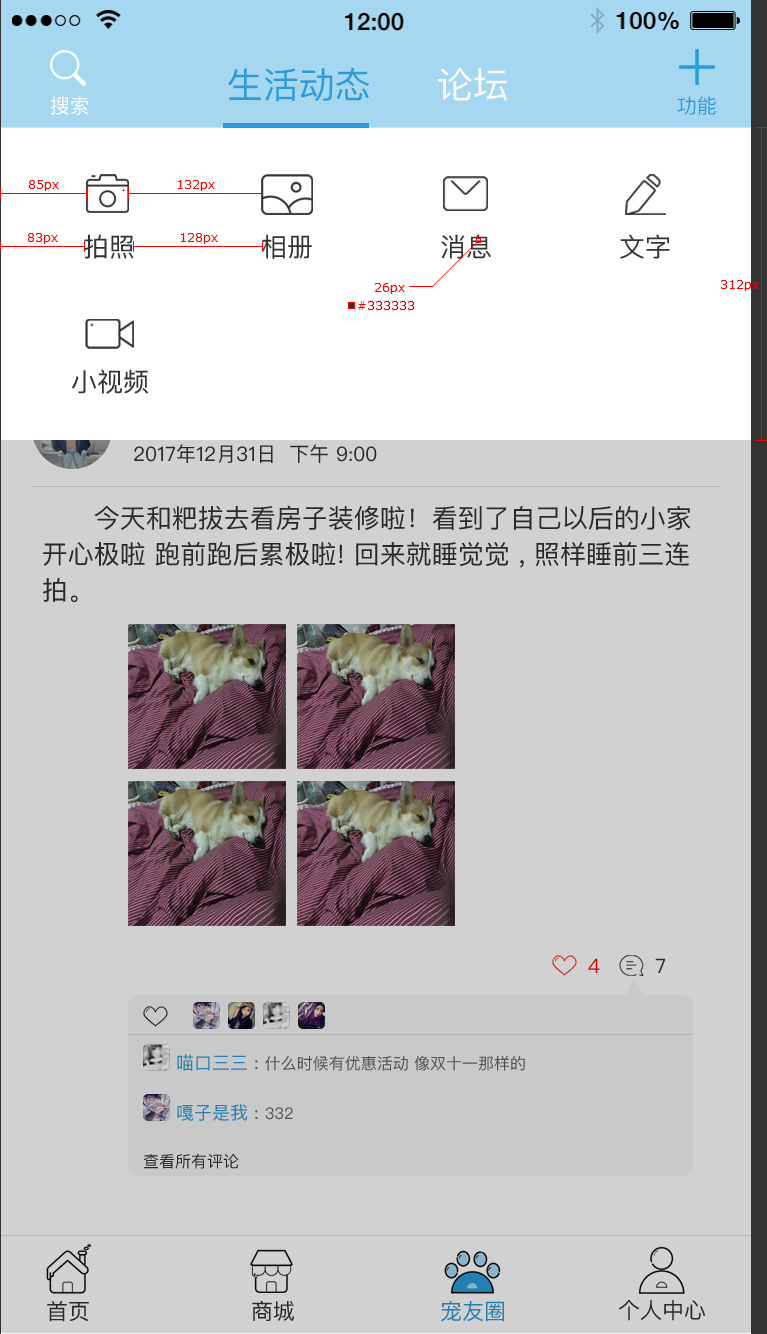 12:00
100%
搜索
生活动态
论坛
功能
85px
132px
83px
128px
拍照
相册
消息
文字
26px
312px
#333333
小视频
2017年12月31日 下午 9:00
今天和粑拔去看房子装修啦！看到了自己以后的小家
开心极啦 跑前跑后累极啦! 回来就睡觉觉，照样睡前三连
拍。
4
7
喵口三三：什么时候有优惠活动 像双十一那样的
嘎子是我：332
查看所有评论
首页
商城
宠友圈
个人中心